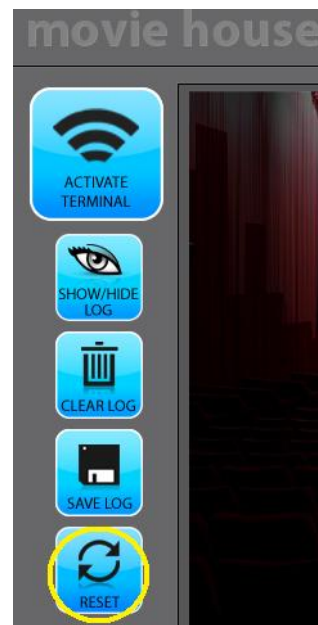 movie house
ACTIVATE
TERMINAL
SHOW/HIDE
LOG
CLEAR LOG
SAVE LOG
RESET